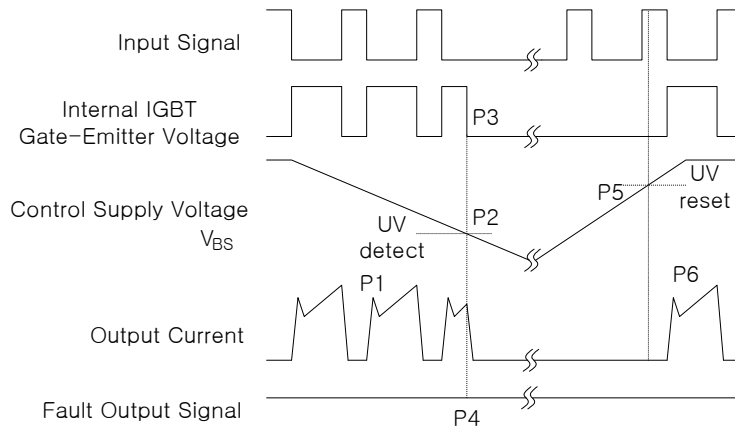 Input Signal
Internal IGBT
Gate-Emitter Voltage
P3
Control Supply Voltage
VBS
UV
detect
P2
P5
UV
reset
P1
P6
Output Current
Fault Output Signal
P4